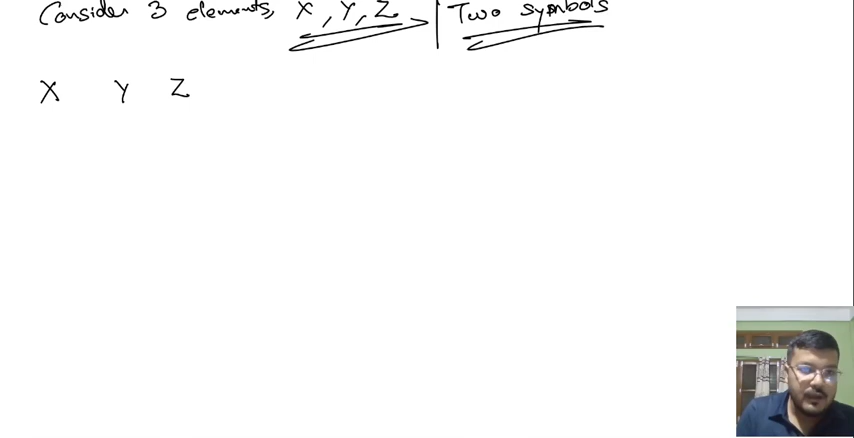 Consider 3 elements, X, Y, Z | Two symbols
X Y Z